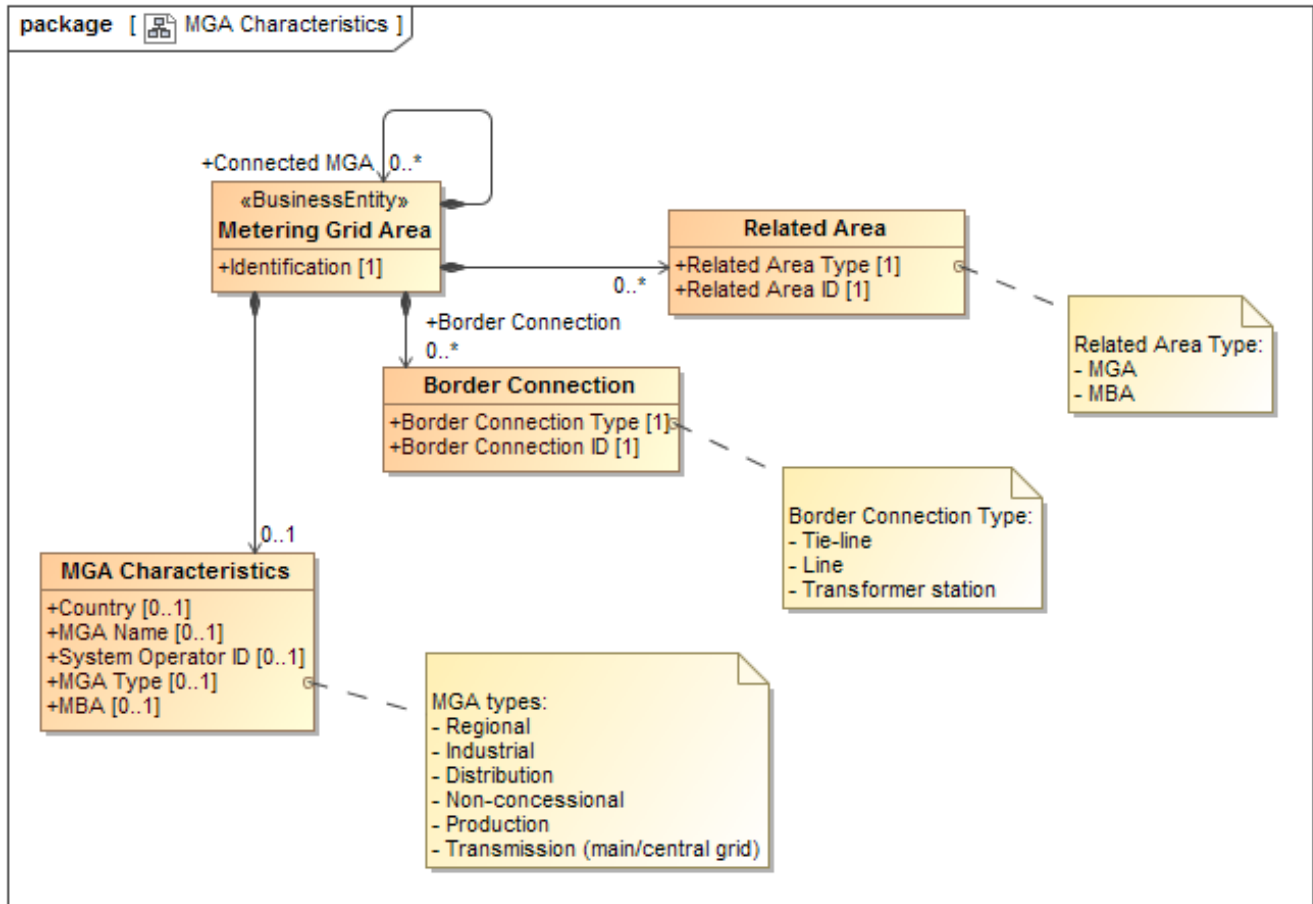 package [ MGA Characteristics ]
+Connected MGA 0..*
«BusinessEntity»
Metering Grid Area
+Identification [1]
0..*
Related Area
+Related Area Type [1]
+Related Area ID [1]
Related Area Type:
- MGA
- MBA
+Border Connection
0..*
Border Connection
+Border Connection Type [1]
+Border Connection ID [1]
Border Connection Type:
- Tie-line
- Line
- Transformer station
0..1
MGA Characteristics
+Country [0..1]
+MGA Name [0..1]
+System Operator ID [0..1]
+MGA Type [0..1]
+MBA [0..1]
MGA types:
- Regional
- Industrial
- Distribution
- Non-concessional
- Production
- Transmission (main/central grid)